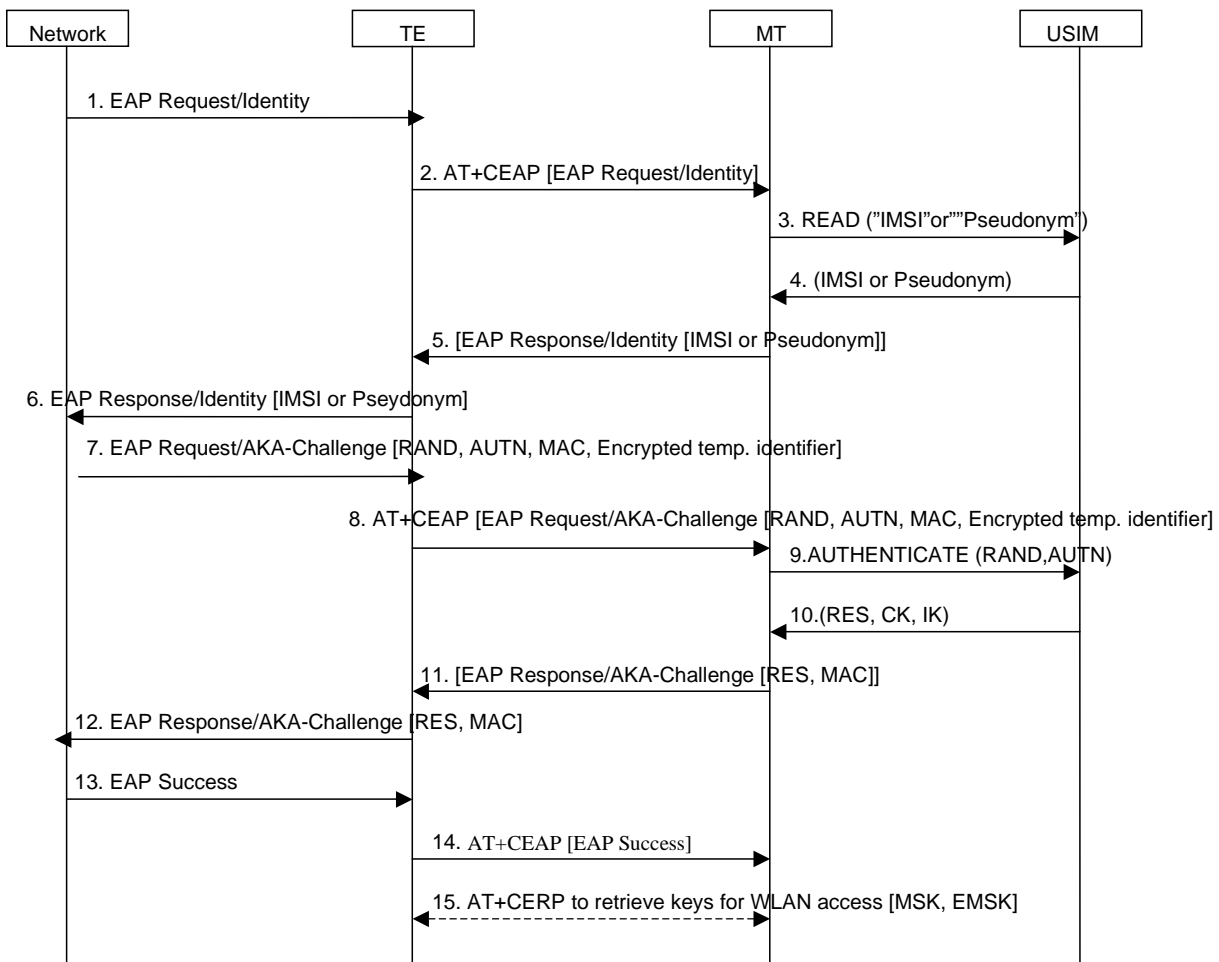 Network
TE
MT
USIM
1. EAP Request/Identity
2. AT+CEAP [EAP Request/Identity]
3. READ ("IMSI”or””Pseudonym”)
4. (IMSI or Pseudonym)
5. [EAP Response/Identity [IMSI or Pseudonym]]
6. EAP Response/Identity [IMSI or Pseydonym]
7. EAP Request/AKA-Challenge [RAND, AUTN, MAC, Encrypted temp. identifier]
8. AT+CEAP [EAP Request/AKA-Challenge [RAND, AUTN, MAC, Encrypted temp. identifier]
9.AUTHENTICATE (RAND,AUTN)
10.(RES, CK, IK)
11. [EAP Response/AKA-Challenge [RES, MAC]]
12. EAP Response/AKA-Challenge [RES, MAC]
13. EAP Success
14. AT+CEAP [EAP Success]
15. AT+CERP to retrieve keys for WLAN access [MSK, EMSK]